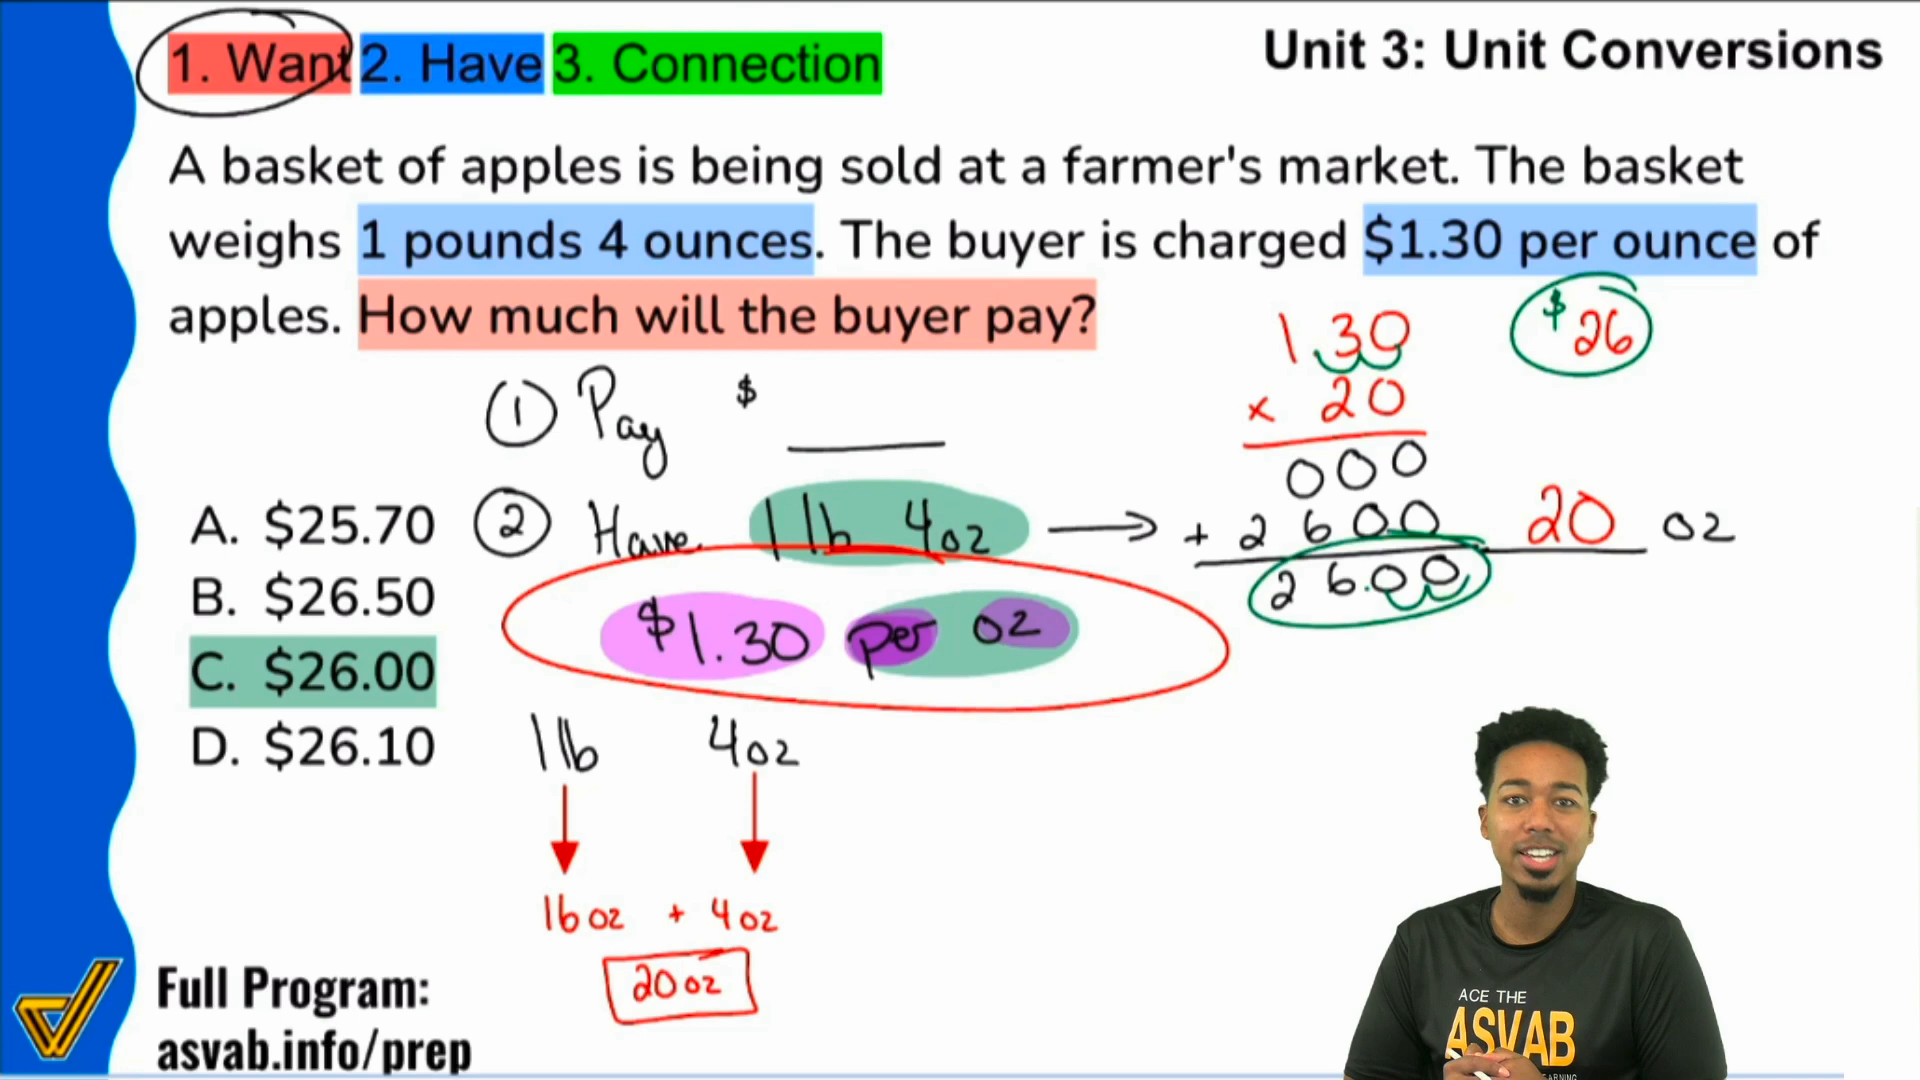 1. Want 2. Have 3. Connection
Unit 3: Unit Conversions
A basket of apples is being sold at a farmer's market. The basket
weighs 1 pounds 4 ounces. The buyer is charged $1.30 per ounce of
apples. How much will the buyer pay?
$26
1.30
x 20
000
+ 2600
26.00
20 oz
1 Pay $
2 Have 1 lb 4oz
$1.30 per oz
A. $25.70
B. $26.50
C. $26.00
D. $26.10
1 lb 4oz
16 oz + 4 oz
20 oz
Full Program:
asvab.info/prep
ACE THE
ASVAB